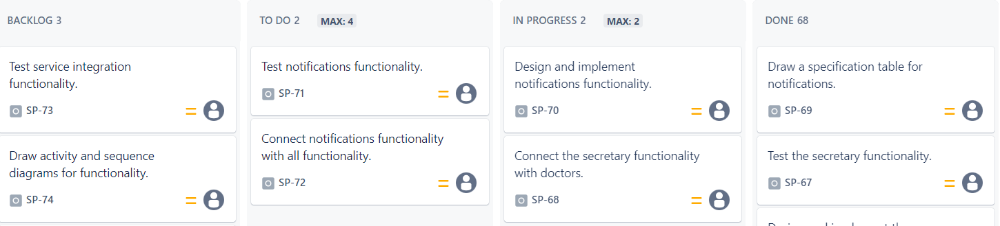 BACKLOG 3
Test service integration
functionality.
SP-73
Draw activity and sequence
diagrams for functionality.
SP-74
TO DO 2 MAX: 4
Test notifications functionality.
SP-71
Connect notifications functionality
with all functionality.
SP-72
IN PROGRESS 2 MAX: 2
Design and implement
notifications functionality.
SP-70
Connect the secretary functionality
with doctors.
SP-68
DONE 68
Draw a specification table for
notifications.
SP-69
Test the secretary functionality.
SP-67